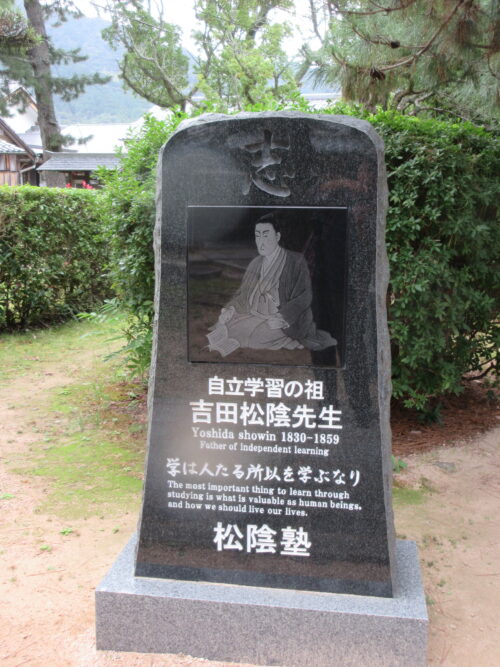 志
自立学習の祖
吉田松陰先生
Yoshida showin 1830-1859
Father of independent learning
学は人たる所以を学ぶなり
The most important thing to learn through
studying is what is valuable as human beings,
and how we should live our lives.
松陰塾